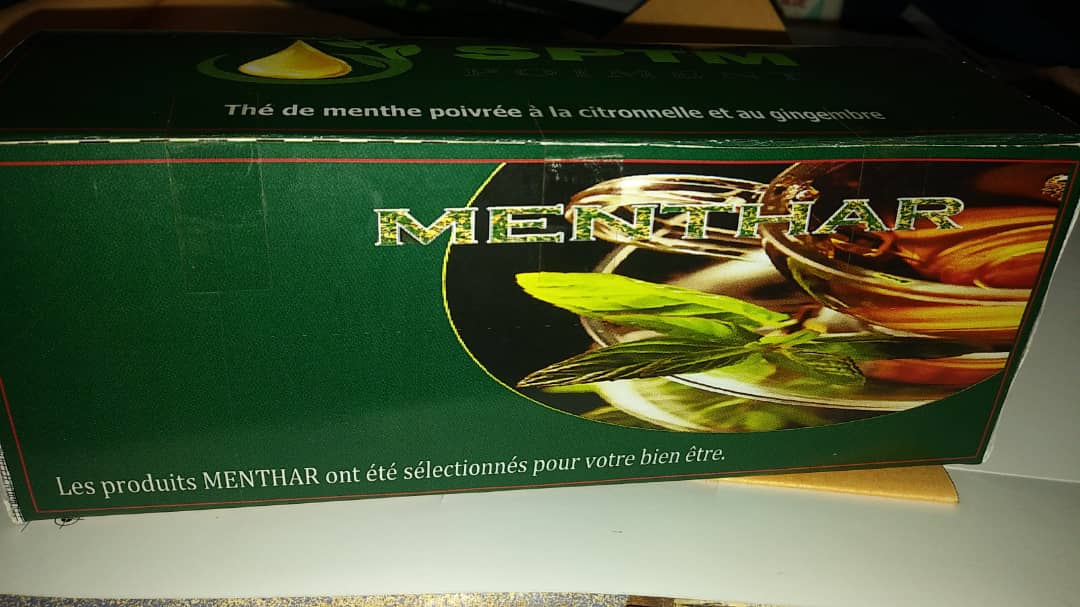 SPTM
Thé de menthe poivrée à la citronnelle et au gingembre
MENTHAR
Les produits MENTHAR ont été sélectionnés pour votre bien être.